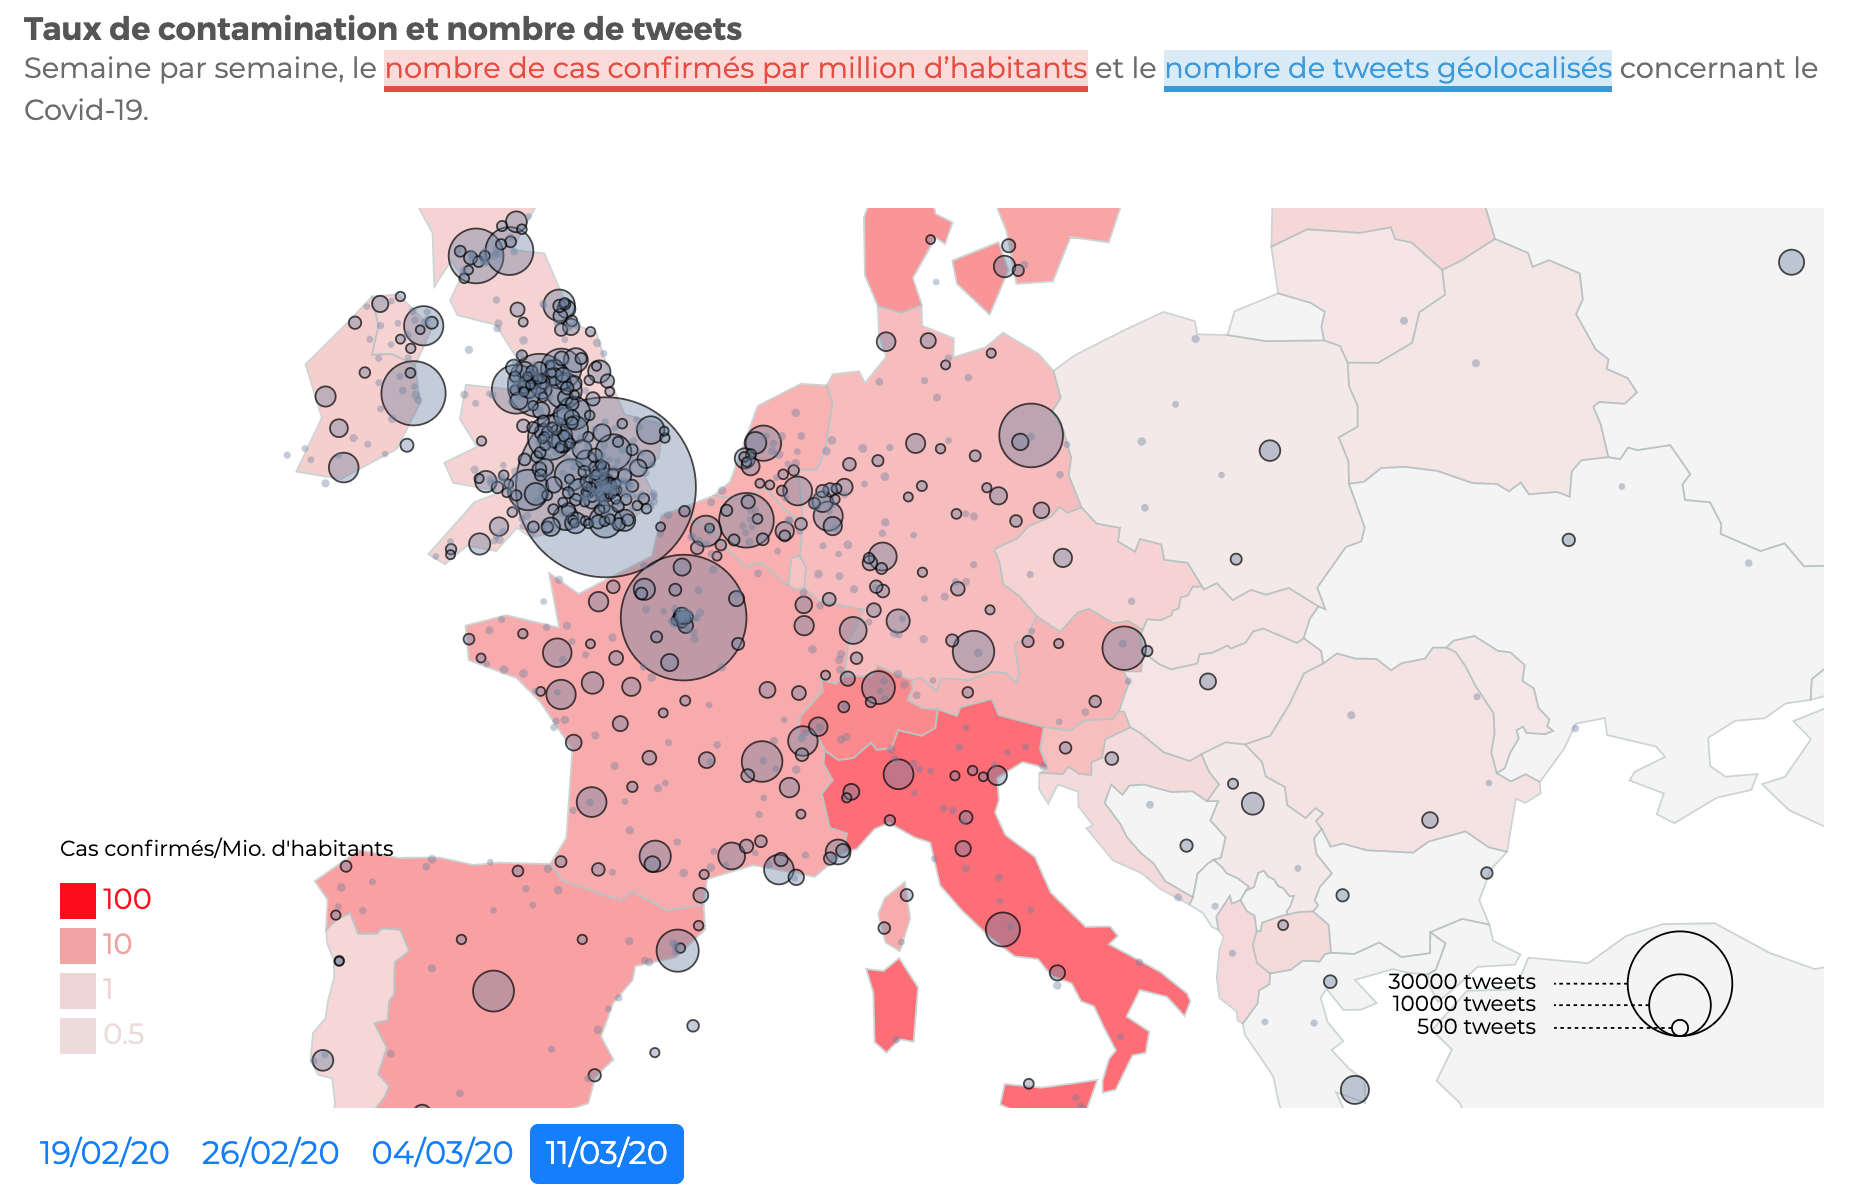 Taux de contamination et nombre de tweets
Semaine par semaine, le nombre de cas confirmés par million d’habitants et le nombre de tweets géolocalisés concernant le
Covid-19.
Cas confirmés/Mio. d'habitants
100
10
1
0.5
30000 tweets
10000 tweets
500 tweets
19/02/20 26/02/20 04/03/20 11/03/20